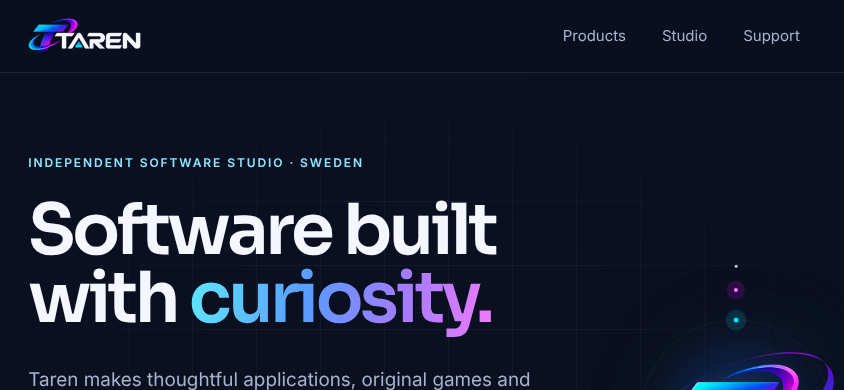 TAREN
Products Studio Support
INDEPENDENT SOFTWARE STUDIO · SWEDEN
Software built
with curiosity.
Taren makes thoughtful applications, original games and